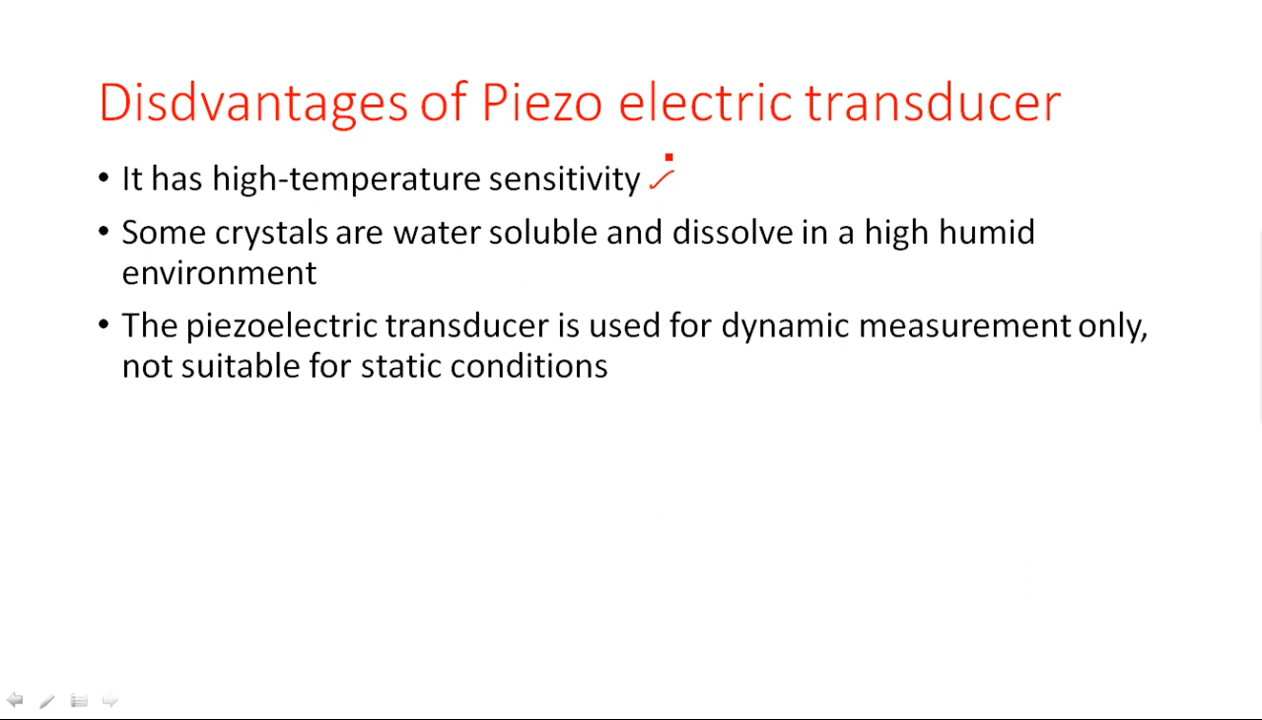 Disdvantages of Piezo electric transducer
• It has high-temperature sensitivity
• Some crystals are water soluble and dissolve in a high humid
environment
• The piezoelectric transducer is used for dynamic measurement only,
not suitable for static conditions